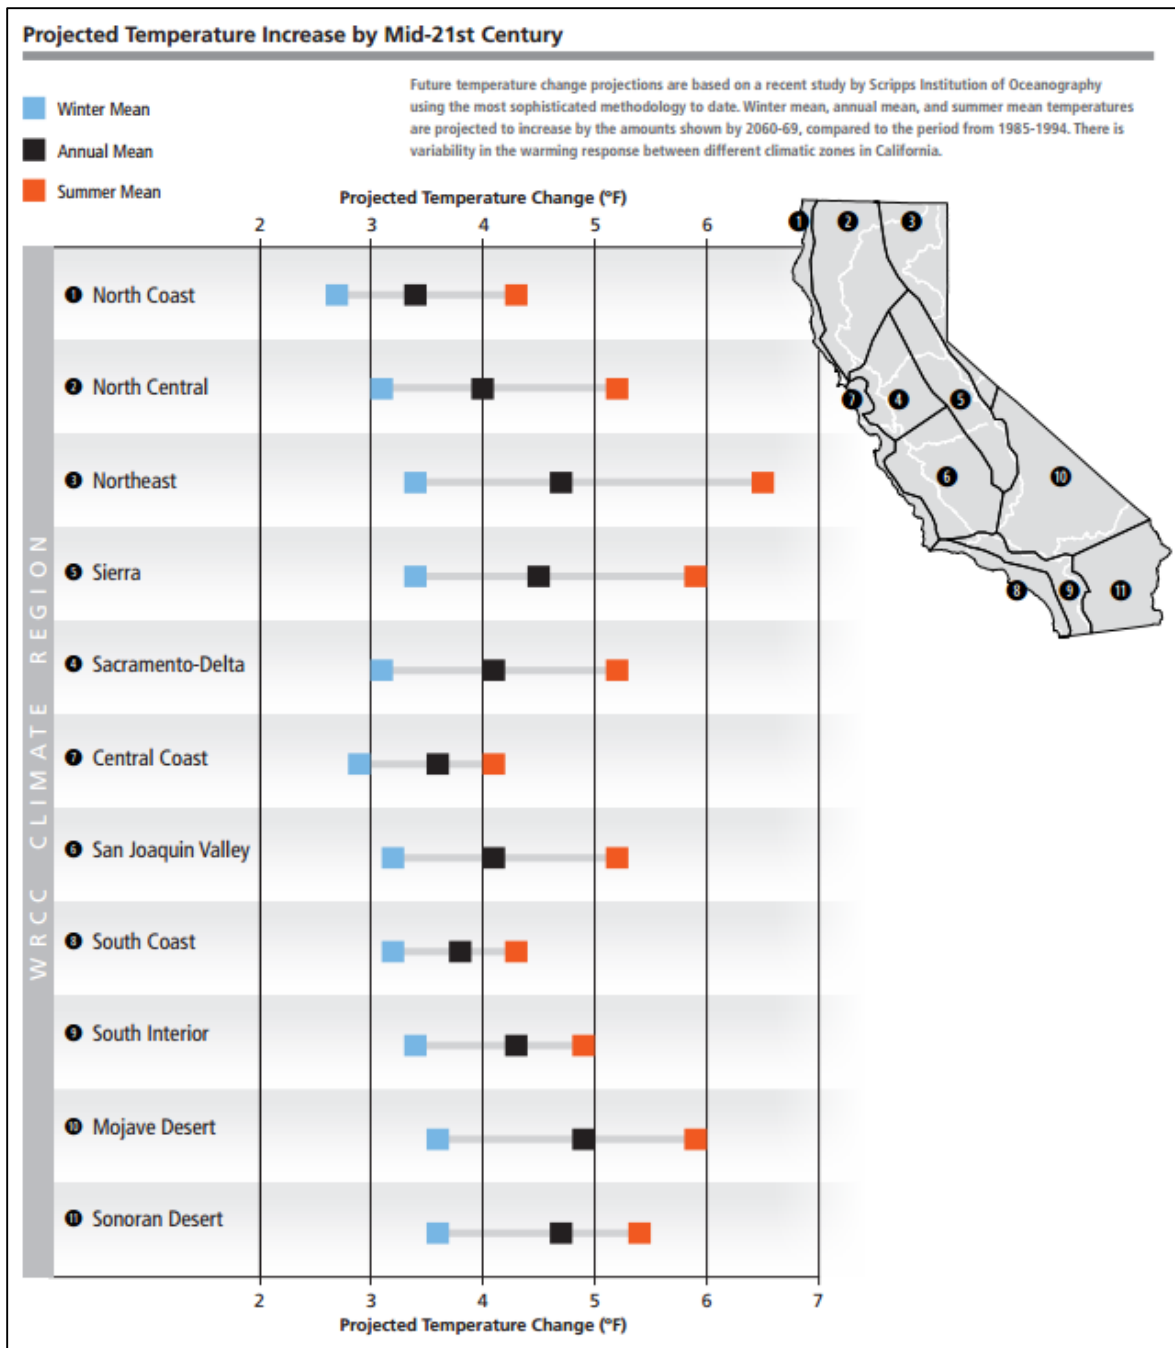 Projected Temperature Increase by Mid-21st Century
Winter Mean
Annual Mean
Summer Mean
Future temperature change projections are based on a recent study by Scripps Institution of Oceanography
using the most sophisticated methodology to date. Winter mean, annual mean, and summer mean temperatures
are projected to increase by the amounts shown by 2060-69, compared to the period from 1985-1994. There is
variability in the warming response between different climatic zones in California.
Projected Temperature Change (ºF)
2 3 4 5 6
WRCC CLIMATE REGION
1 North Coast
2 North Central
3 Northeast
5 Sierra
4 Sacramento-Delta
7 Central Coast
6 San Joaquin Valley
8 South Coast
9 South Interior
10 Mojave Desert
11 Sonoran Desert
2 3 4 5 6 7
Projected Temperature Change (ºF)
1 2 3
7 4 5
6 10
8 9 11